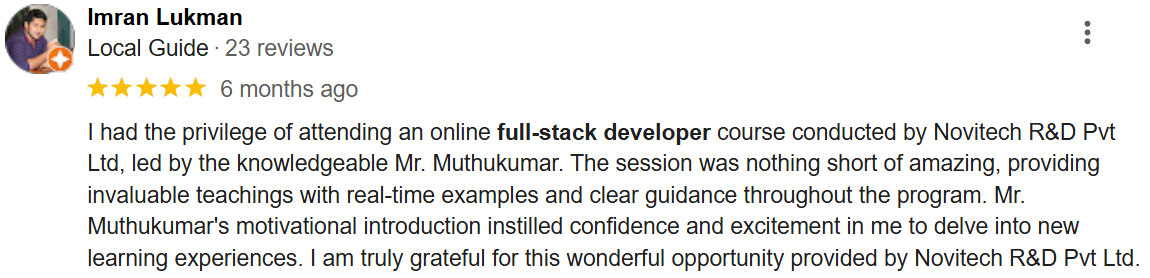 Imran Lukman
Local Guide · 23 reviews
6 months ago
I had the privilege of attending an online full-stack developer course conducted by Novitech R&D Pvt
Ltd, led by the knowledgeable Mr. Muthukumar. The session was nothing short of amazing, providing
invaluable teachings with real-time examples and clear guidance throughout the program. Mr.
Muthukumar's motivational introduction instilled confidence and excitement in me to delve into new
learning experiences. I am truly grateful for this wonderful opportunity provided by Novitech R&D Pvt Ltd.